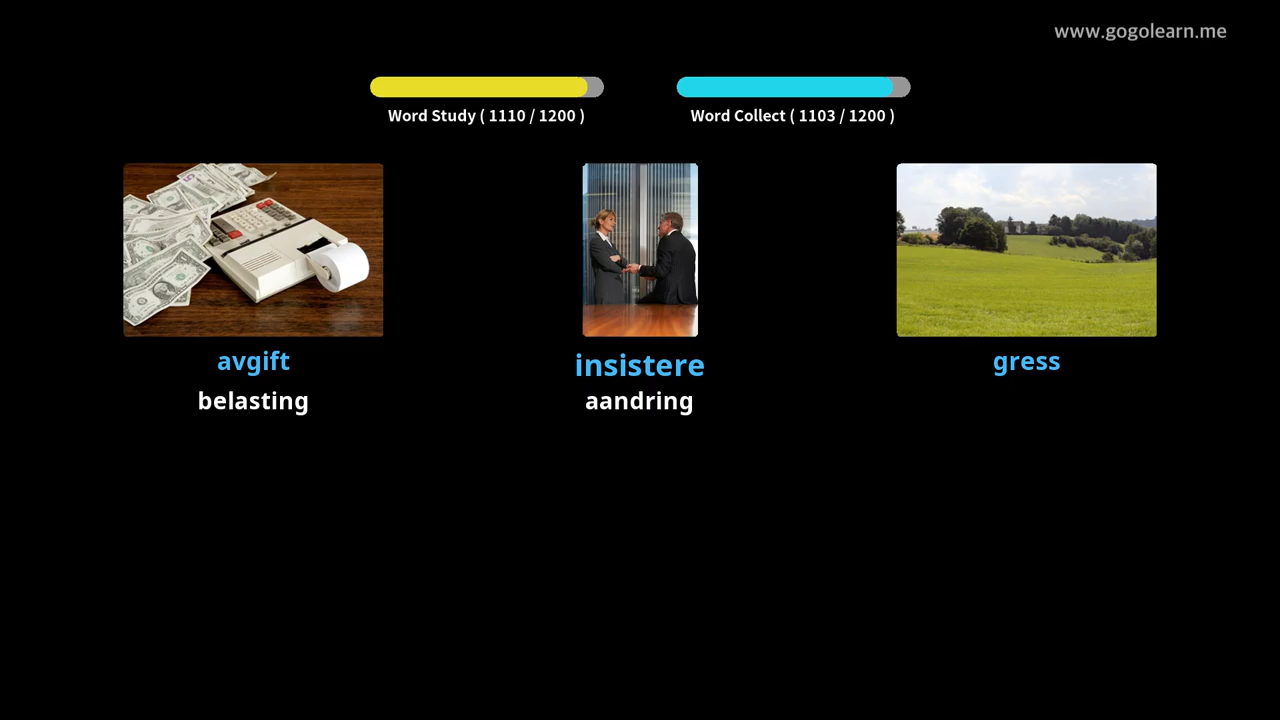 www.gogolearn.me
Word Study ( 1110 / 1200 )
Word Collect ( 1103 / 1200 )
avgift
insistere
gress
belasting
aandring